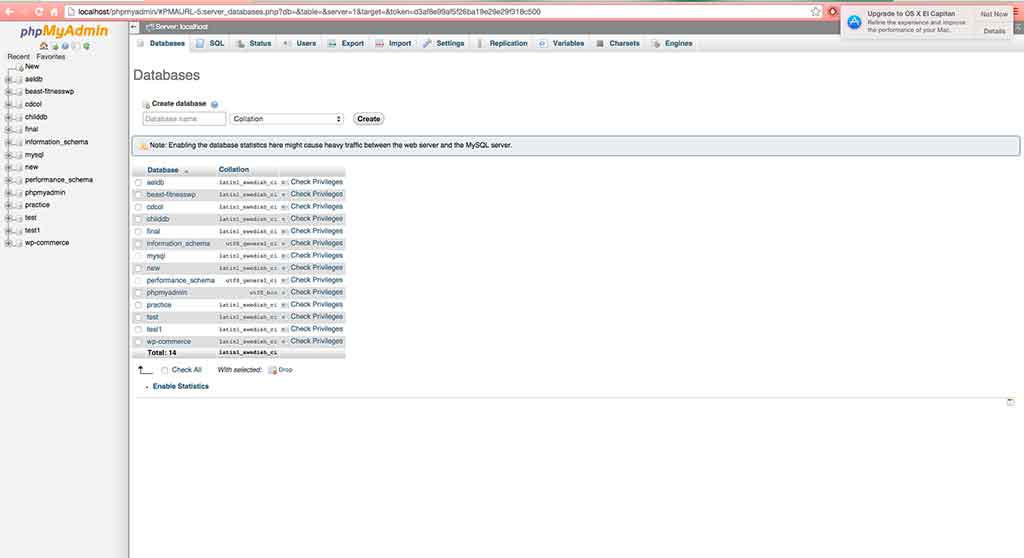 localhost/phpmyadmin/#PMAURL-5:server_databases.php?db=&table=&server=1&target=&token=d3af8e99af5f26ba19e29e29f318c500
Upgrade to OS X El Capitan
Refine the experience and improve
the performance of your Mac.
Not Now
Details
phpMyAdmin
Recent Favorites
New
aeldb
beast-fitnesswp
cdcol
childdb
final
information_schema
mysql
new
performance_schema
phpmyadmin
practice
test
test1
wp-commerce
Server: localhost
Databases SQL Status Users Export Import Settings Replication Variables Charsets Engines
Databases
Create database
Database name Collation Create
Note: Enabling the database statistics here might cause heavy traffic between the web server and the MySQL server.
Database Collation
aeldb latin1_swedish_ci Check Privileges
beast-fitnesswp latin1_swedish_ci Check Privileges
cdcol latin1_swedish_ci Check Privileges
childdb latin1_swedish_ci Check Privileges
final latin1_swedish_ci Check Privileges
information_schema utf8_general_ci Check Privileges
mysql latin1_swedish_ci Check Privileges
new latin1_swedish_ci Check Privileges
performance_schema utf8_general_ci Check Privileges
phpmyadmin utf8_bin Check Privileges
practice latin1_swedish_ci Check Privileges
test latin1_swedish_ci Check Privileges
test1 latin1_swedish_ci Check Privileges
wp-commerce latin1_swedish_ci Check Privileges
Total: 14 latin1_swedish_ci
Check All With selected: Drop
Enable Statistics